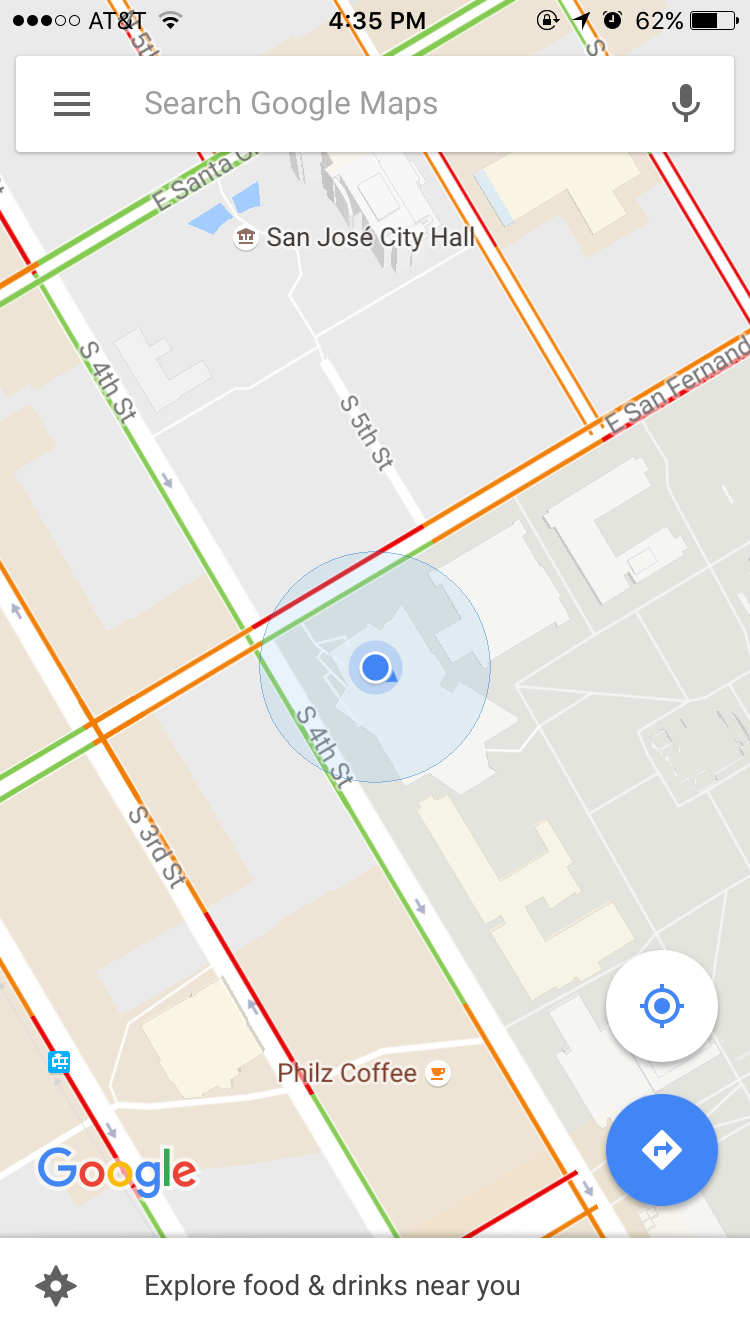 AT&T 4:35 PM 62%
5th
S
Search Google Maps
E Santa
San José City Hall
S 4th St
S 5th St
E San Fernand
S 4th St
S 3rd St
Philz Coffee
Google
Explore food & drinks near you